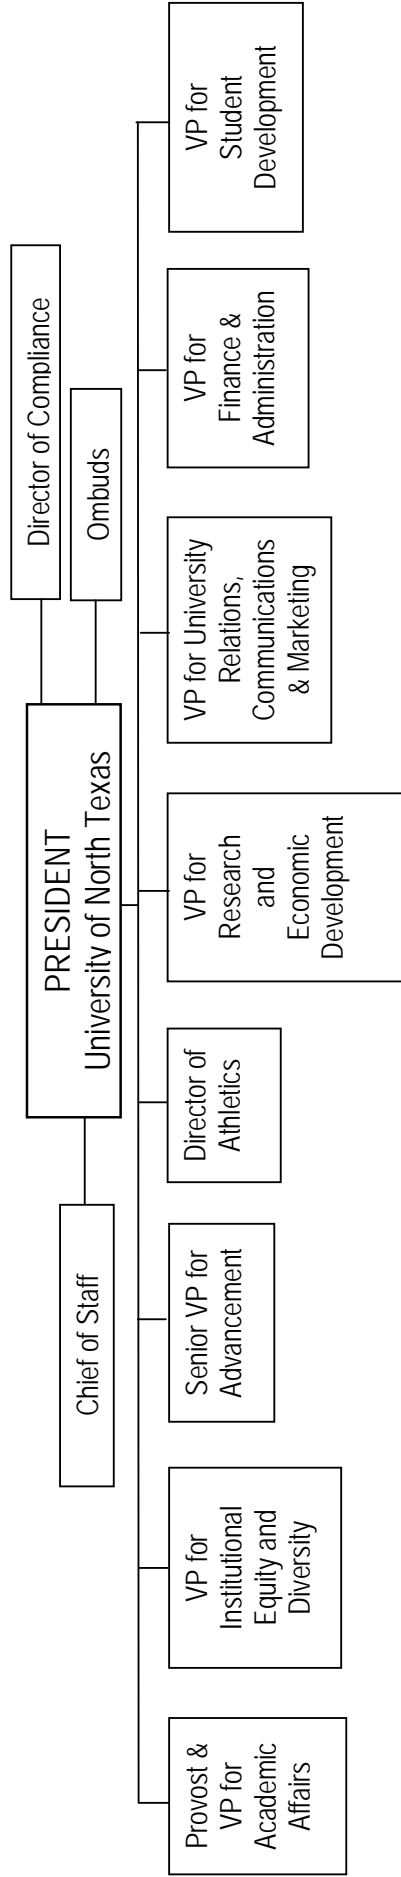 Director of Compliance
PRESIDENT
University of North Texas
Chief of Staff
Ombuds
Provost &
VP for
Academic
Affairs
VP for
Institutional
Equity and
Diversity
Senior VP for
Advancement
Director of
Athletics
VP for
Research
and
Economic
Development
VP for University
Relations,
Communications
& Marketing
VP for
Finance &
Administration
VP for
Student
Development